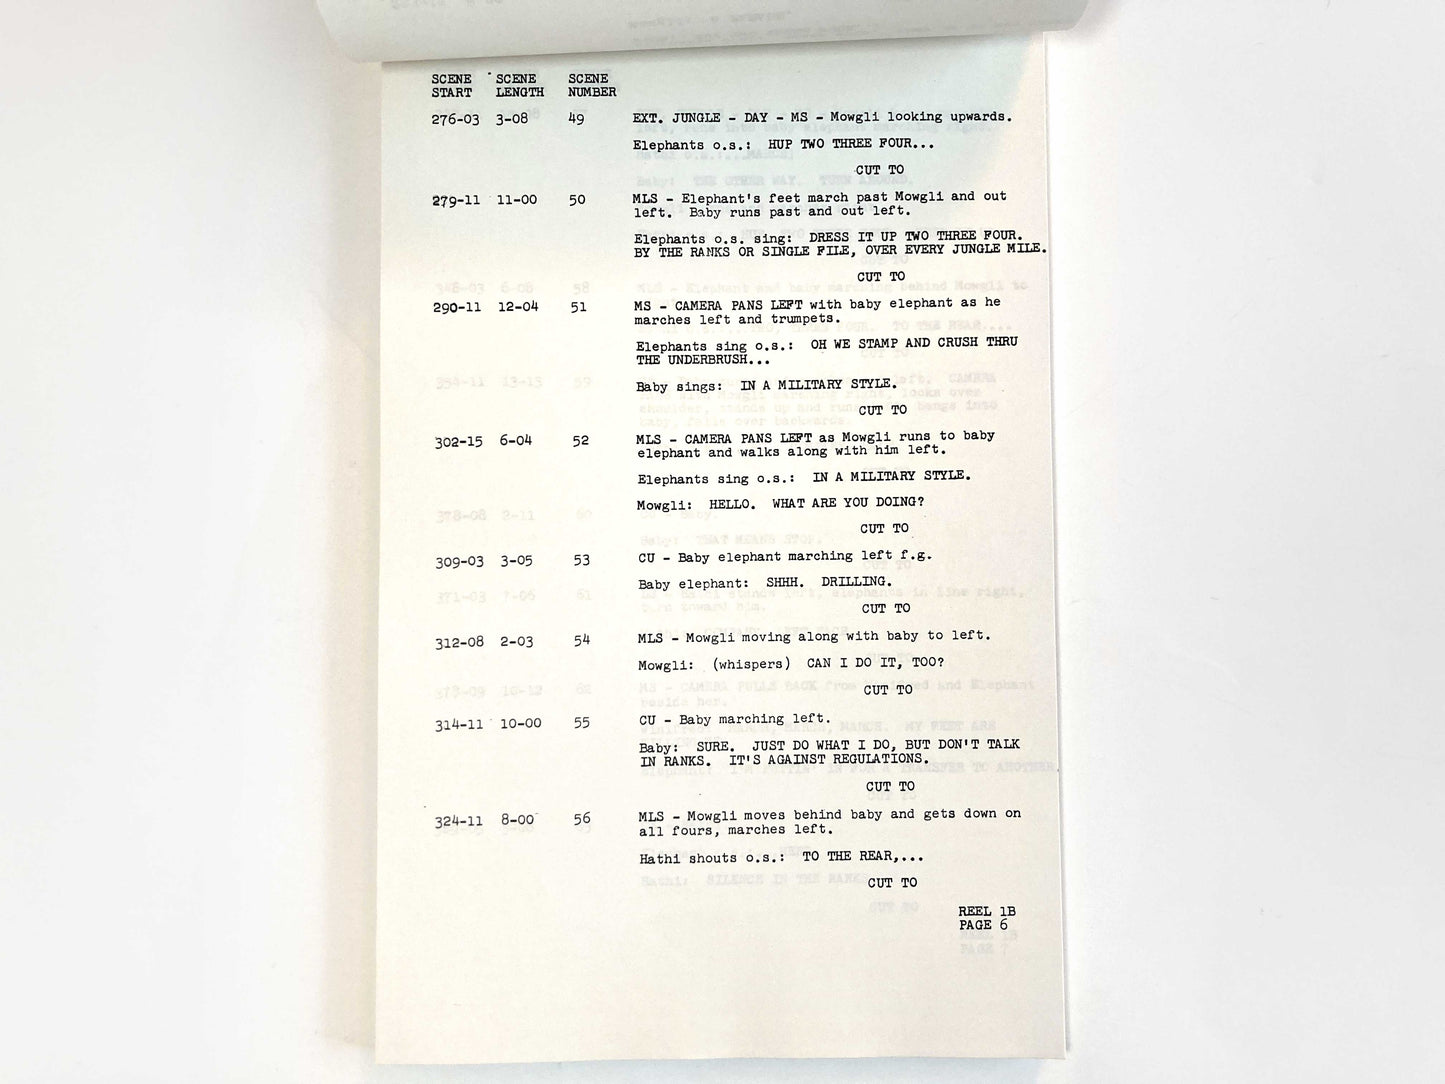 SCENE START SCENE LENGTH SCENE NUMBER
276-03 3-08 49 EXT. JUNGLE - DAY - MS - Mowgli looking upwards.
Elephants o.s.: HUP TWO THREE FOUR...
CUT TO
279-11 11-00 50 MLS - Elephant's feet march past Mowgli and out
left. Baby runs past and out left.
Elephants o.s. sing: DRESS IT UP TWO THREE FOUR.
BY THE RANKS OR SINGLE FILE, OVER EVERY JUNGLE MILE.
CUT TO
290-11 12-04 51 MS - CAMERA PANS LEFT with baby elephant as he
marches left and trumpets.
Elephants sing o.s.: OH WE STAMP AND CRUSH THRU
THE UNDERBRUSH...
Baby sings: IN A MILITARY STYLE.
CUT TO
302-15 6-04 52 MLS - CAMERA PANS LEFT as Mowgli runs to baby
elephant and walks along with him left.
Elephants sing o.s.: IN A MILITARY STYLE.
Mowgli: HELLO. WHAT ARE YOU DOING?
CUT TO
309-03 3-05 53 CU - Baby elephant marching left f.g.
Baby elephant: SHHH. DRILLING.
CUT TO
312-08 2-03 54 MLS - Mowgli moving along with baby to left.
Mowgli: (whispers) CAN I DO IT, TOO?
CUT TO
314-11 10-00 55 CU - Baby marching left.
Baby: SURE. JUST DO WHAT I DO, BUT DON'T TALK
IN RANKS. IT'S AGAINST REGULATIONS.
CUT TO
324-11 8-00 56 MLS - Mowgli moves behind baby and gets down on
all fours, marches left.
Hathi shouts o.s.: TO THE REAR,...
CUT TO
REEL 1B
PAGE 6